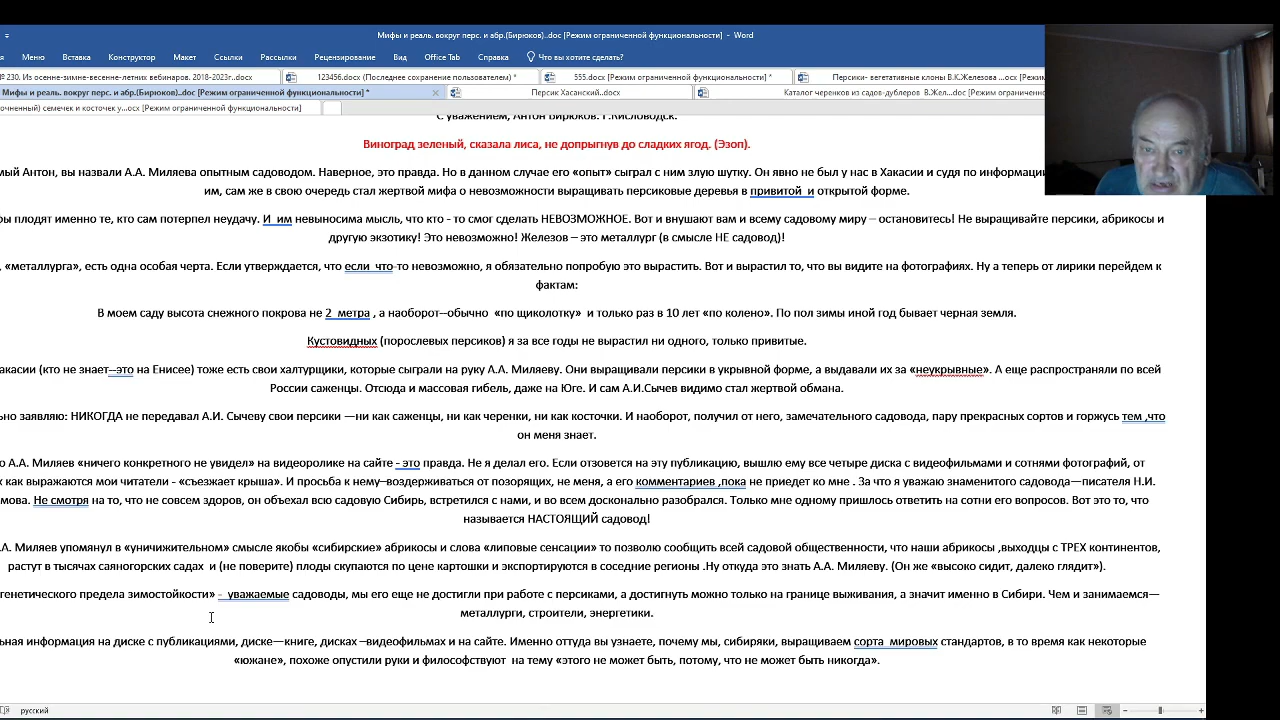 Мифы и реаль. вокруг перс. и абр.(Бирюков)..doc [Режим ограниченной функциональности] - Word
Меню Вставка Конструктор Макет Ссылки Рассылки Рецензирование Вид Office Tab Справка Что вы хотите сделать?
№ 230. Из осенне-зимне-весенне-летних вебинаров. 2018-2023г..docx 123456.docx (Последнее сохранение пользователем) * 555.docx [Режим ограниченной функциональности] * Персики- вегетативные клоны В.К.Железова ...ocx [Режим ограниченной
Мифы и реаль. вокруг перс. и абр.(Бирюков)..doc [Режим ограниченной функциональности] * Персик Хасанский..docx Каталог черенков из садов-дублеров В.Жел...doc [Режим ограничен
очненный) семечек и косточек у...ocx [Режим ограниченной функциональности]
С уважением, Антон Бирюков. Г.Кисловодск.
Виноград зеленый, сказала лиса, не допрыгнув до сладких ягод. (Эзоп).
мый Антон, вы назвали А.А. Миляева опытным садоводом. Наверное, это правда. Но в данном случае его «опыт» сыграл с ним злую шутку. Он явно не был у нас в Хакасии и судя по информаци
им, сам же в свою очередь стал жертвой мифа о невозможности выращивать персиковые деревья в привитой и открытой форме.
ы плодят именно те, кто сам потерпел неудачу. И им невыносима мысль, что кто - то смог сделать НЕВОЗМОЖНОЕ. Вот и внушают вам и всему садовому миру – остановитесь! Не выращивайте персики, абрикосы и
другую экзотику! Это невозможно! Железов – это металлург (в смысле НЕ садовод)!
, «металлурга», есть одна особая черта. Если утверждается, что если что-то невозможно, я обязательно попробую это вырастить. Вот и вырастил то, что вы видите на фотографиях. Ну а теперь от лирики перейдем к
фактам:
В моем саду высота снежного покрова не 2 метра , а наоборот--обычно «по щиколотку» и только раз в 10 лет «по колено». По пол зимы иной год бывает черная земля.
Кустовидных (порослевых персиков) я за все годы не вырастил ни одного, только привитые.
акасии (кто не знает--это на Енисее) тоже есть свои халтурщики, которые сыграли на руку А.А. Миляеву. Они выращивали персики в укрывной форме, а выдавали их за «неукрывные». А еще распространяли по всей
России саженцы. Отсюда и массовая гибель, даже на Юге. И сам А.И.Сычев видимо стал жертвой обмана.
ьно заявляю: НИКОГДА не передавал А.И. Сычеву свои персики —ни как саженцы, ни как черенки, ни как косточки. И наоборот, получил от него, замечательного садовода, пару прекрасных сортов и горжусь тем ,что
он меня знает.
о А.А. Миляев «ничего конкретного не увидел» на видеоролике на сайте - это правда. Не я делал его. Если отзовется на эту публикацию, вышлю ему все четыре диска с видеофильмами и сотнями фотографий, от
х как выражаются мои читатели - «съезжает крыша». И просьба к нему–воздерживаться от позорящих, не меня, а его комментариев ,пока не приедет ко мне . За что я уважаю знаменитого садовода—писателя Н.И.
мова. Не смотря на то, что не совсем здоров, он объехал всю садовую Сибирь, встретился с нами, и во всем досконально разобрался. Только мне одному пришлось ответить на сотни его вопросов. Вот это то, что
называется НАСТОЯЩИЙ садовод!
.А. Миляев упомянул в «уничижительном» смысле якобы «сибирские» абрикосы и слова «липовые сенсации» то позволю сообщить всей садовой общественности, что наши абрикосы ,выходцы с ТРЕХ континентов,
растут в тысячах саяногорских садах и (не поверите) плоды скупаются по цене картошки и экспортируются в соседние регионы .Ну откуда это знать А.А. Миляеву. (Он же «высоко сидит, далеко глядит»).
генетического предела зимостойкости» - уважаемые садоводы, мы его еще не достигли при работе с персиками, а достигнуть можно только на границе выживания, а значит именно в Сибири. Чем и занимаемся—
металлурги, строители, энергетики.
льная информация на диске с публикациями, диске—книге, дисках –видеофильмах и на сайте. Именно оттуда вы узнаете, почему мы, сибиряки, выращиваем сорта мировых стандартов, в то время как некоторые
«южане», похоже опустили руки и философствуют на тему «этого не может быть, потому, что не может быть никогда».
русский